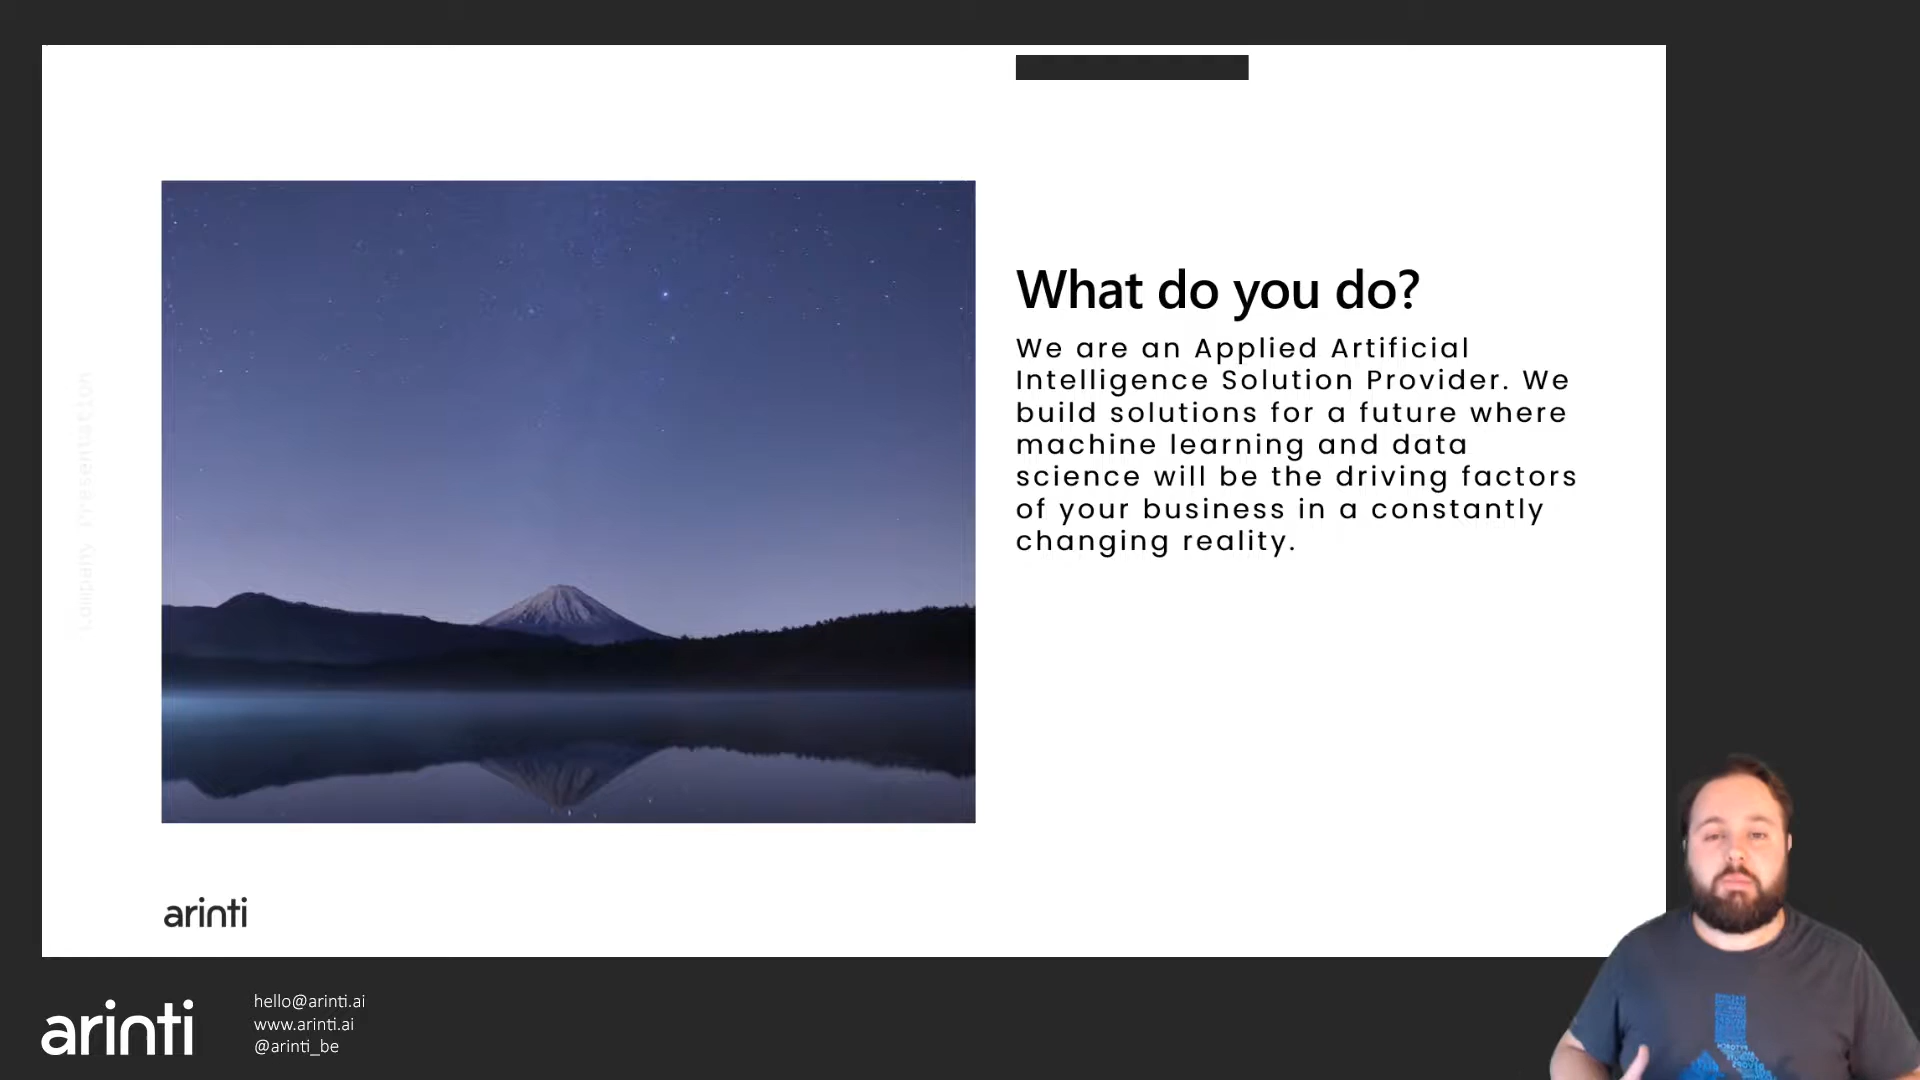 What do you do?
We are an Applied Artificial
Intelligence Solution Provider. We
build solutions for a future where
machine learning and data
science will be the driving factors
of your business in a constantly
changing reality.
Company Presentation
arinti
arinti
hello@arinti.ai
www.arinti.ai
@arinti_be